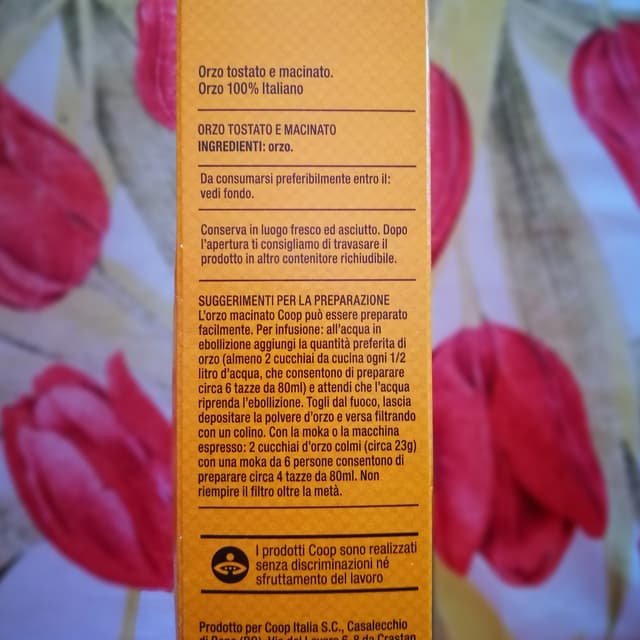 Orzo tostato e macinato.
Orzo 100% Italiano
ORZO TOSTATO E MACINATO
INGREDIENTI: orzo.
Da consumarsi preferibilmente entro il:
vedi fondo.
Conserva in luogo fresco ed asciutto. Dopo
l'apertura ti consigliamo di travasare il
prodotto in altro contenitore richiudibile.
SUGGERIMENTI PER LA PREPARAZIONE
L'orzo macinato Coop può essere preparato
facilmente. Per infusione: all'acqua in
ebollizione aggiungi la quantità preferita di
orzo (almeno 2 cucchiai da cucina ogni 1/2
litro d'acqua, che consentono di preparare
circa 6 tazze da 80ml) e attendi che l'acqua
riprenda l'ebollizione. Togli dal fuoco, lascia
depositare la polvere d'orzo e versa filtrando
con un colino. Con la moka o la macchina
espresso: 2 cucchiai d'orzo colmi (circa 23g)
con una moka da 6 persone consentono di
preparare circa 4 tazze da 80ml. Non
riempire il filtro oltre la metà.
I prodotti Coop sono realizzati
senza discriminazioni né
sfruttamento del lavoro
Prodotto per Coop Italia S.C., Casalecchio